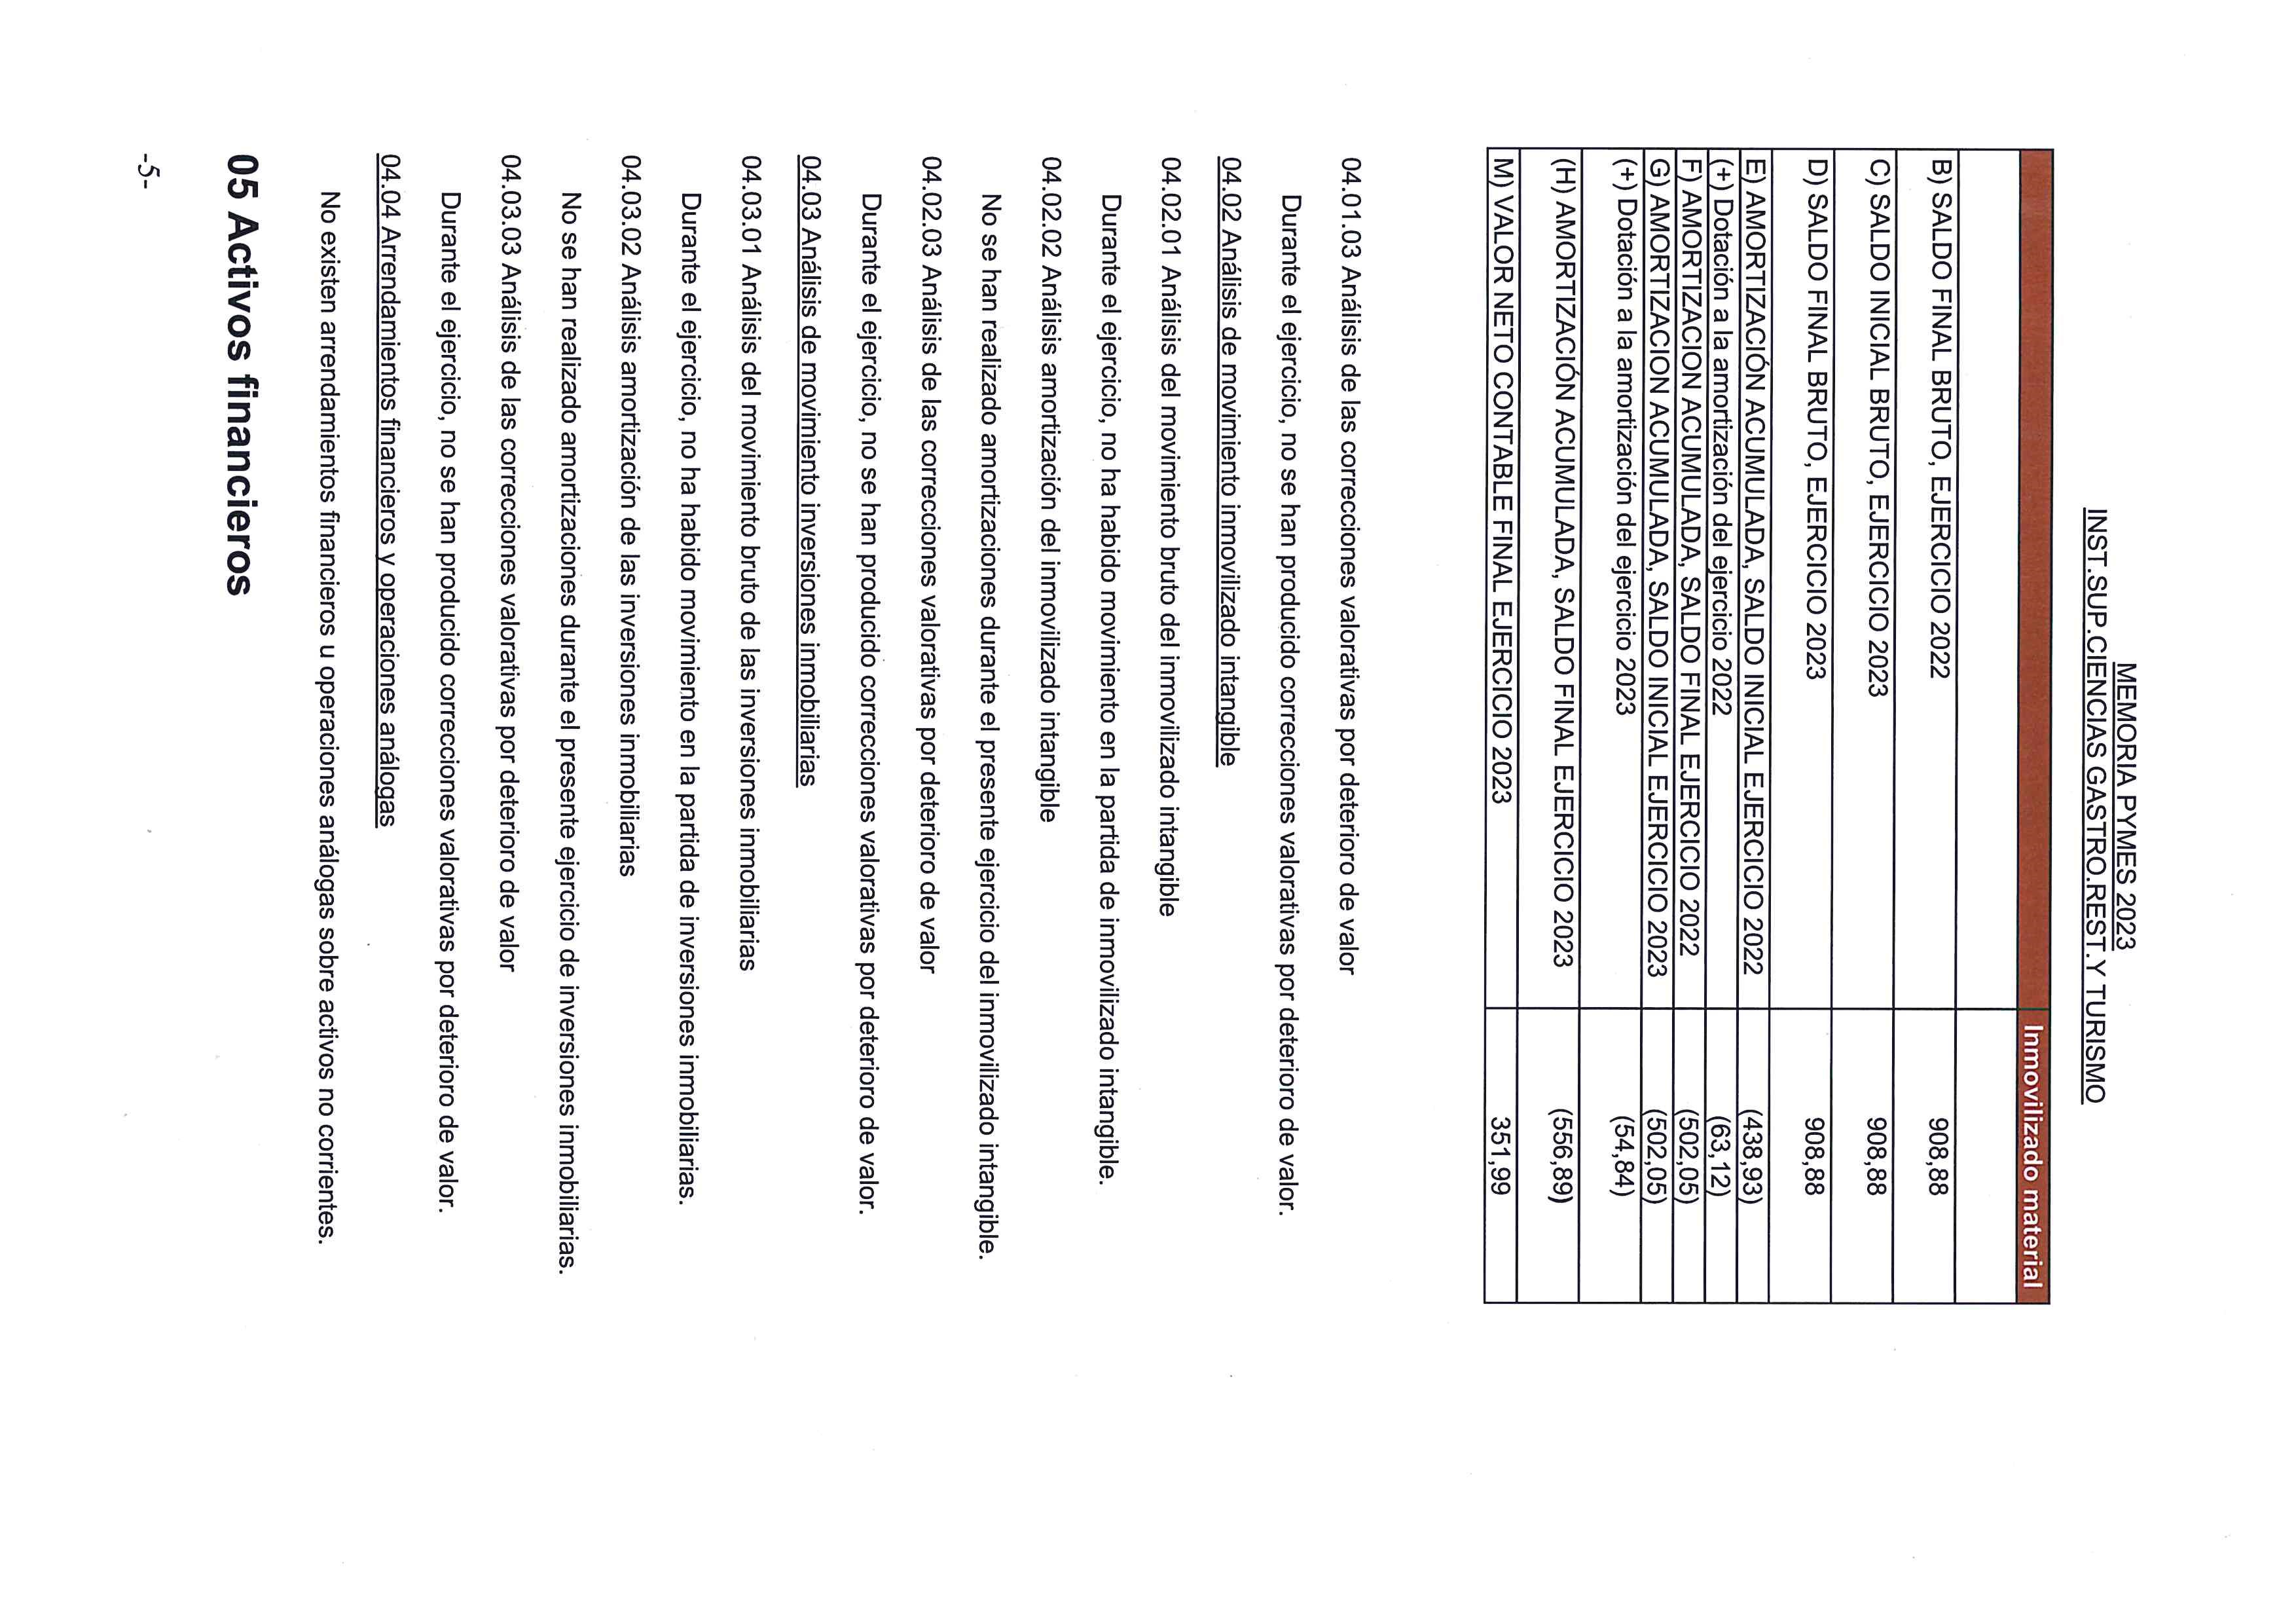 MEMORIA PYMES 2023
INST.SUP.CIENCIAS GASTRO.REST.Y TURISMO
Inmovilizado material
B) SALDO FINAL BRUTO, EJERCICIO 2022 908,88
C) SALDO INICIAL BRUTO, EJERCICIO 2023 908,88
D) SALDO FINAL BRUTO, EJERCICIO 2023 908,88
E) AMORTIZACIÓN ACUMULADA, SALDO INICIAL EJERCICIO 2022 (438,93)
(+) Dotación a la amortización del ejercicio 2022 (63,12)
F) AMORTIZACION ACUMULADA, SALDO FINAL EJERCICIO 2022 (502,05)
G) AMORTIZACION ACUMULADA, SALDO INICIAL EJERCICIO 2023 (502,05)
(+) Dotación a la amortización del ejercicio 2023 (54,84)
(H) AMORTIZACIÓN ACUMULADA, SALDO FINAL EJERCICIO 2023 (556,89)
M) VALOR NETO CONTABLE FINAL EJERCICIO 2023 351,99
04.01.03 Análisis de las correcciones valorativas por deterioro de valor
Durante el ejercicio, no se han producido correcciones valorativas por deterioro de valor.
04.02 Análisis de movimiento inmovilizado intangible
04.02.01 Análisis del movimiento bruto del inmovilizado intangible
Durante el ejercicio, no ha habido movimiento en la partida de inmovilizado intangible.
04.02.02 Análisis amortización del inmovilizado intangible
No se han realizado amortizaciones durante el presente ejercicio del inmovilizado intangible.
04.02.03 Análisis de las correcciones valorativas por deterioro de valor
Durante el ejercicio, no se han producido correcciones valorativas por deterioro de valor.
04.03 Análisis de movimiento inversiones inmobiliarias
04.03.01 Análisis del movimiento bruto de las inversiones inmobiliarias
Durante el ejercicio, no ha habido movimiento en la partida de inversiones inmobiliarias.
04.03.02 Análisis amortización de las inversiones inmobiliarias
No se han realizado amortizaciones durante el presente ejercicio de inversiones inmobiliarias.
04.03.03 Análisis de las correcciones valorativas por deterioro de valor
Durante el ejercicio, no se han producido correcciones valorativas por deterioro de valor.
04.04 Arrendamientos financieros y operaciones análogas
No existen arrendamientos financieros u operaciones análogas sobre activos no corrientes.
05 Activos financieros
-5-